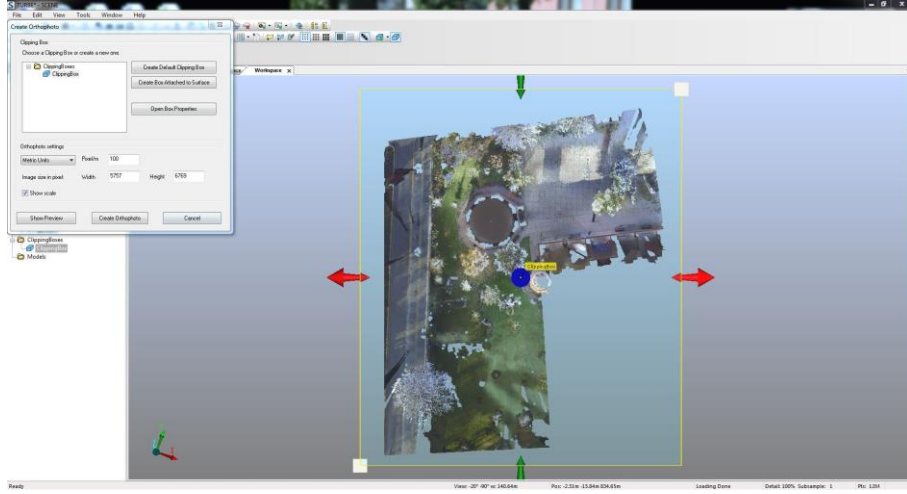 File Edit View Tools Window Help
Create Orthophoto
Clipping Box
Choose a Clipping Box or create a new one.
ClippingBoxes
ClippingBox
Create Default Clipping Box
Create Box Attached to Surface
Open Box Properties
Orthophoto settings
Metric Units
Pixel/m
100
Image size in pixel
Width
5757
Height
6769
Show scale
Show Preview
Create Orthophoto
Cancel
Workspace x
ClippingBoxes
ClippingBox
Models
ClippingBox
Ready
Loading Done
Detail: 100% Subsample: 1
Pts: 12M